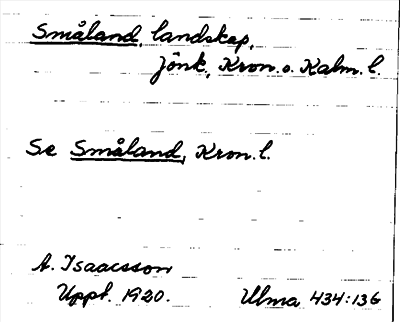 Småland, landskap,
Jönk., Kron. o. Kalm. l.
Se Småland, Kron. l.
A. Isaacsson
Uppt. 1920. Ulma 434:136